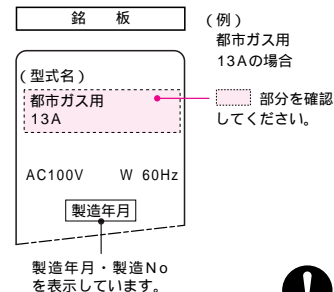 銘 板
(例)
都市ガス用
13Aの場合
部分を確認
してください。
(型式名)
都市ガス用
13A
AC100V W 60Hz
製造年月
製造年月・製造No
を表示しています。